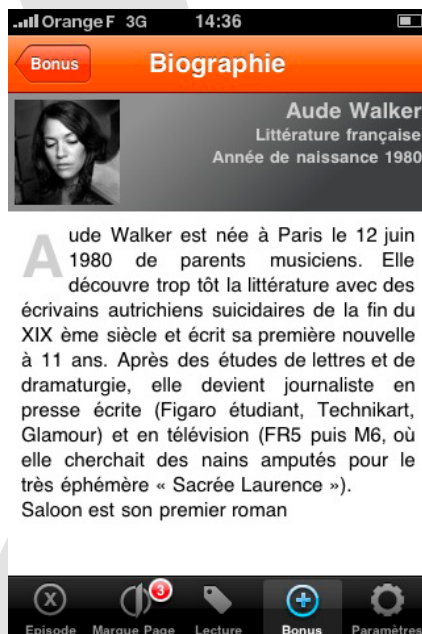 Orange F 3G 14:36
Bonus Biographie
Aude Walker
Littérature française
Année de naissance 1980
Aude Walker est née à Paris le 12 juin
1980 de parents musiciens. Elle
découvre trop tôt la littérature avec des
écrivains autrichiens suicidaires de la fin du
XIX ème siècle et écrit sa première nouvelle
à 11 ans. Après des études de lettres et de
dramaturgie, elle devient journaliste en
presse écrite (Figaro étudiant, Technikart,
Glamour) et en télévision (FR5 puis M6, où
elle cherchait des nains amputés pour le
très éphémère « Sacrée Laurence »).
Saloon est son premier roman
3
Episode Marque Page Lecture Bonus Paramètres